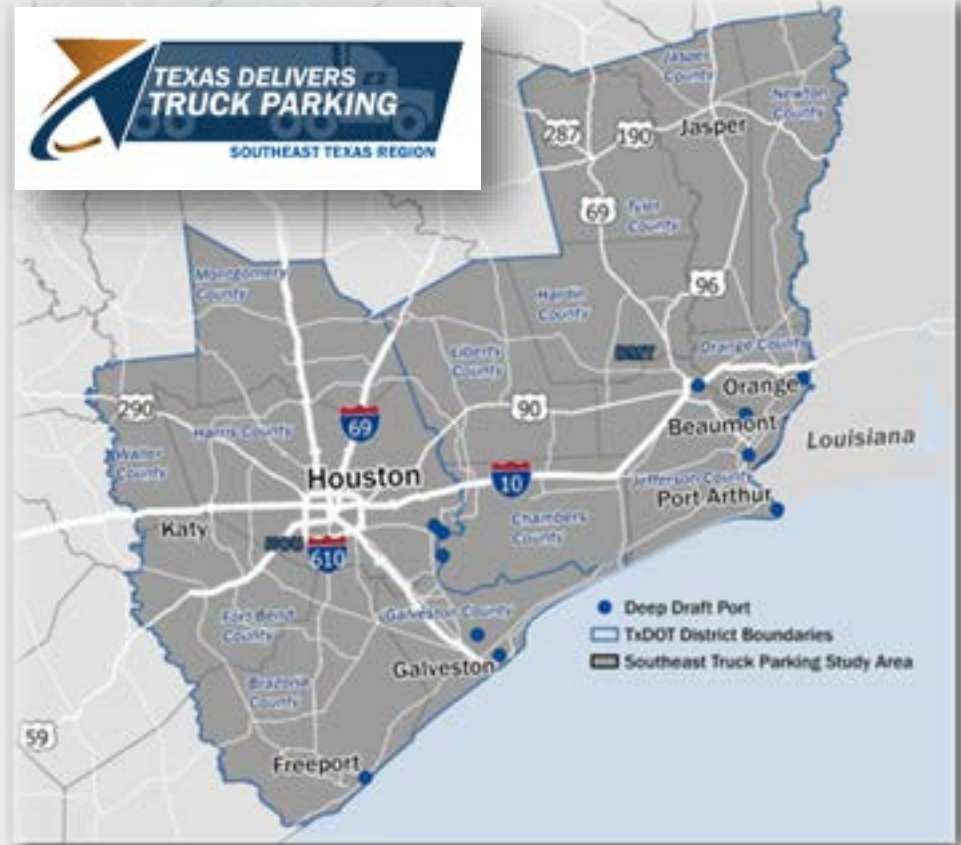 TEXAS DELIVERS
TRUCK PARKING
SOUTHEAST TEXAS REGION
Jasper
County
Newton
County
Jasper
287
190
69
Tyler
County
96
Montgomery
County
Hardin
County
Liberty
County
BMT
Orange County
Orange
290
90
Beaumont
Harris County
69
Louisiana
Waller
County
Houston
10
Jefferson County
Port Arthur
Katy
Chambers
County
HOU
610
Fort Bend
County
Galveston County
Deep Draft Port
TxDOT District Boundaries
Southeast Truck Parking Study Area
Galveston
Brazoria
County
59
Freeport